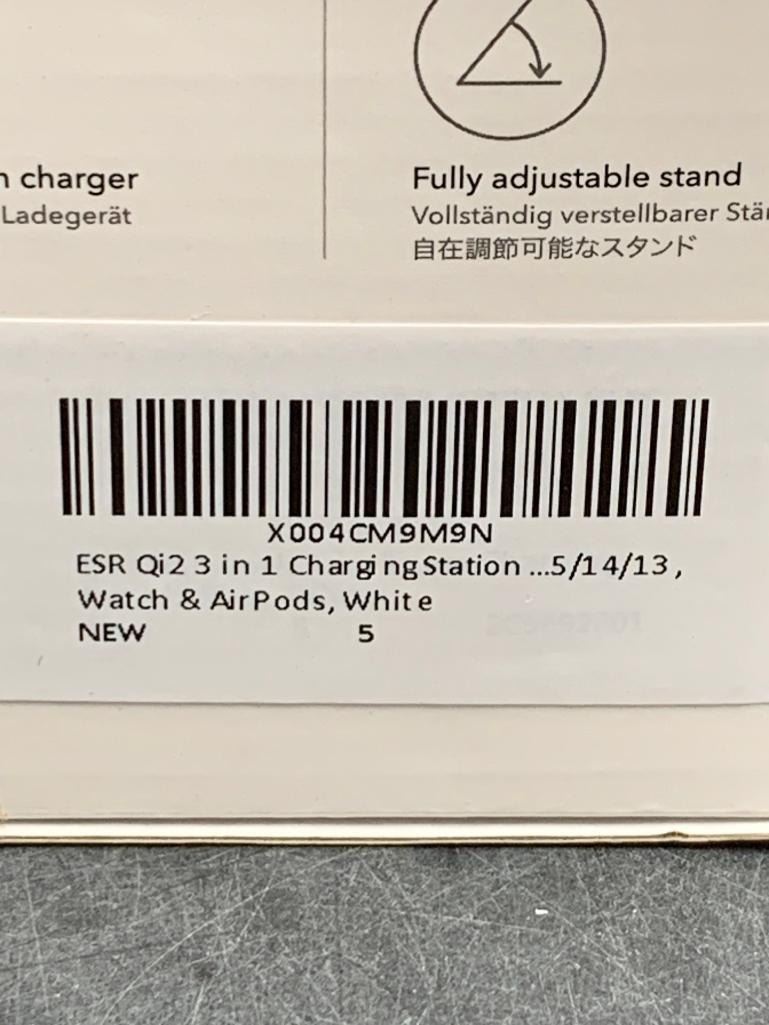 charger
Ladegerät
Fully adjustable stand
Vollständig verstellbarer
自在調節可能なスタンド
X004CM9M9N
ESR Qi2 3 in 1 Charging Station ...5/14/13,
Watch & AirPods, White
NEW 5